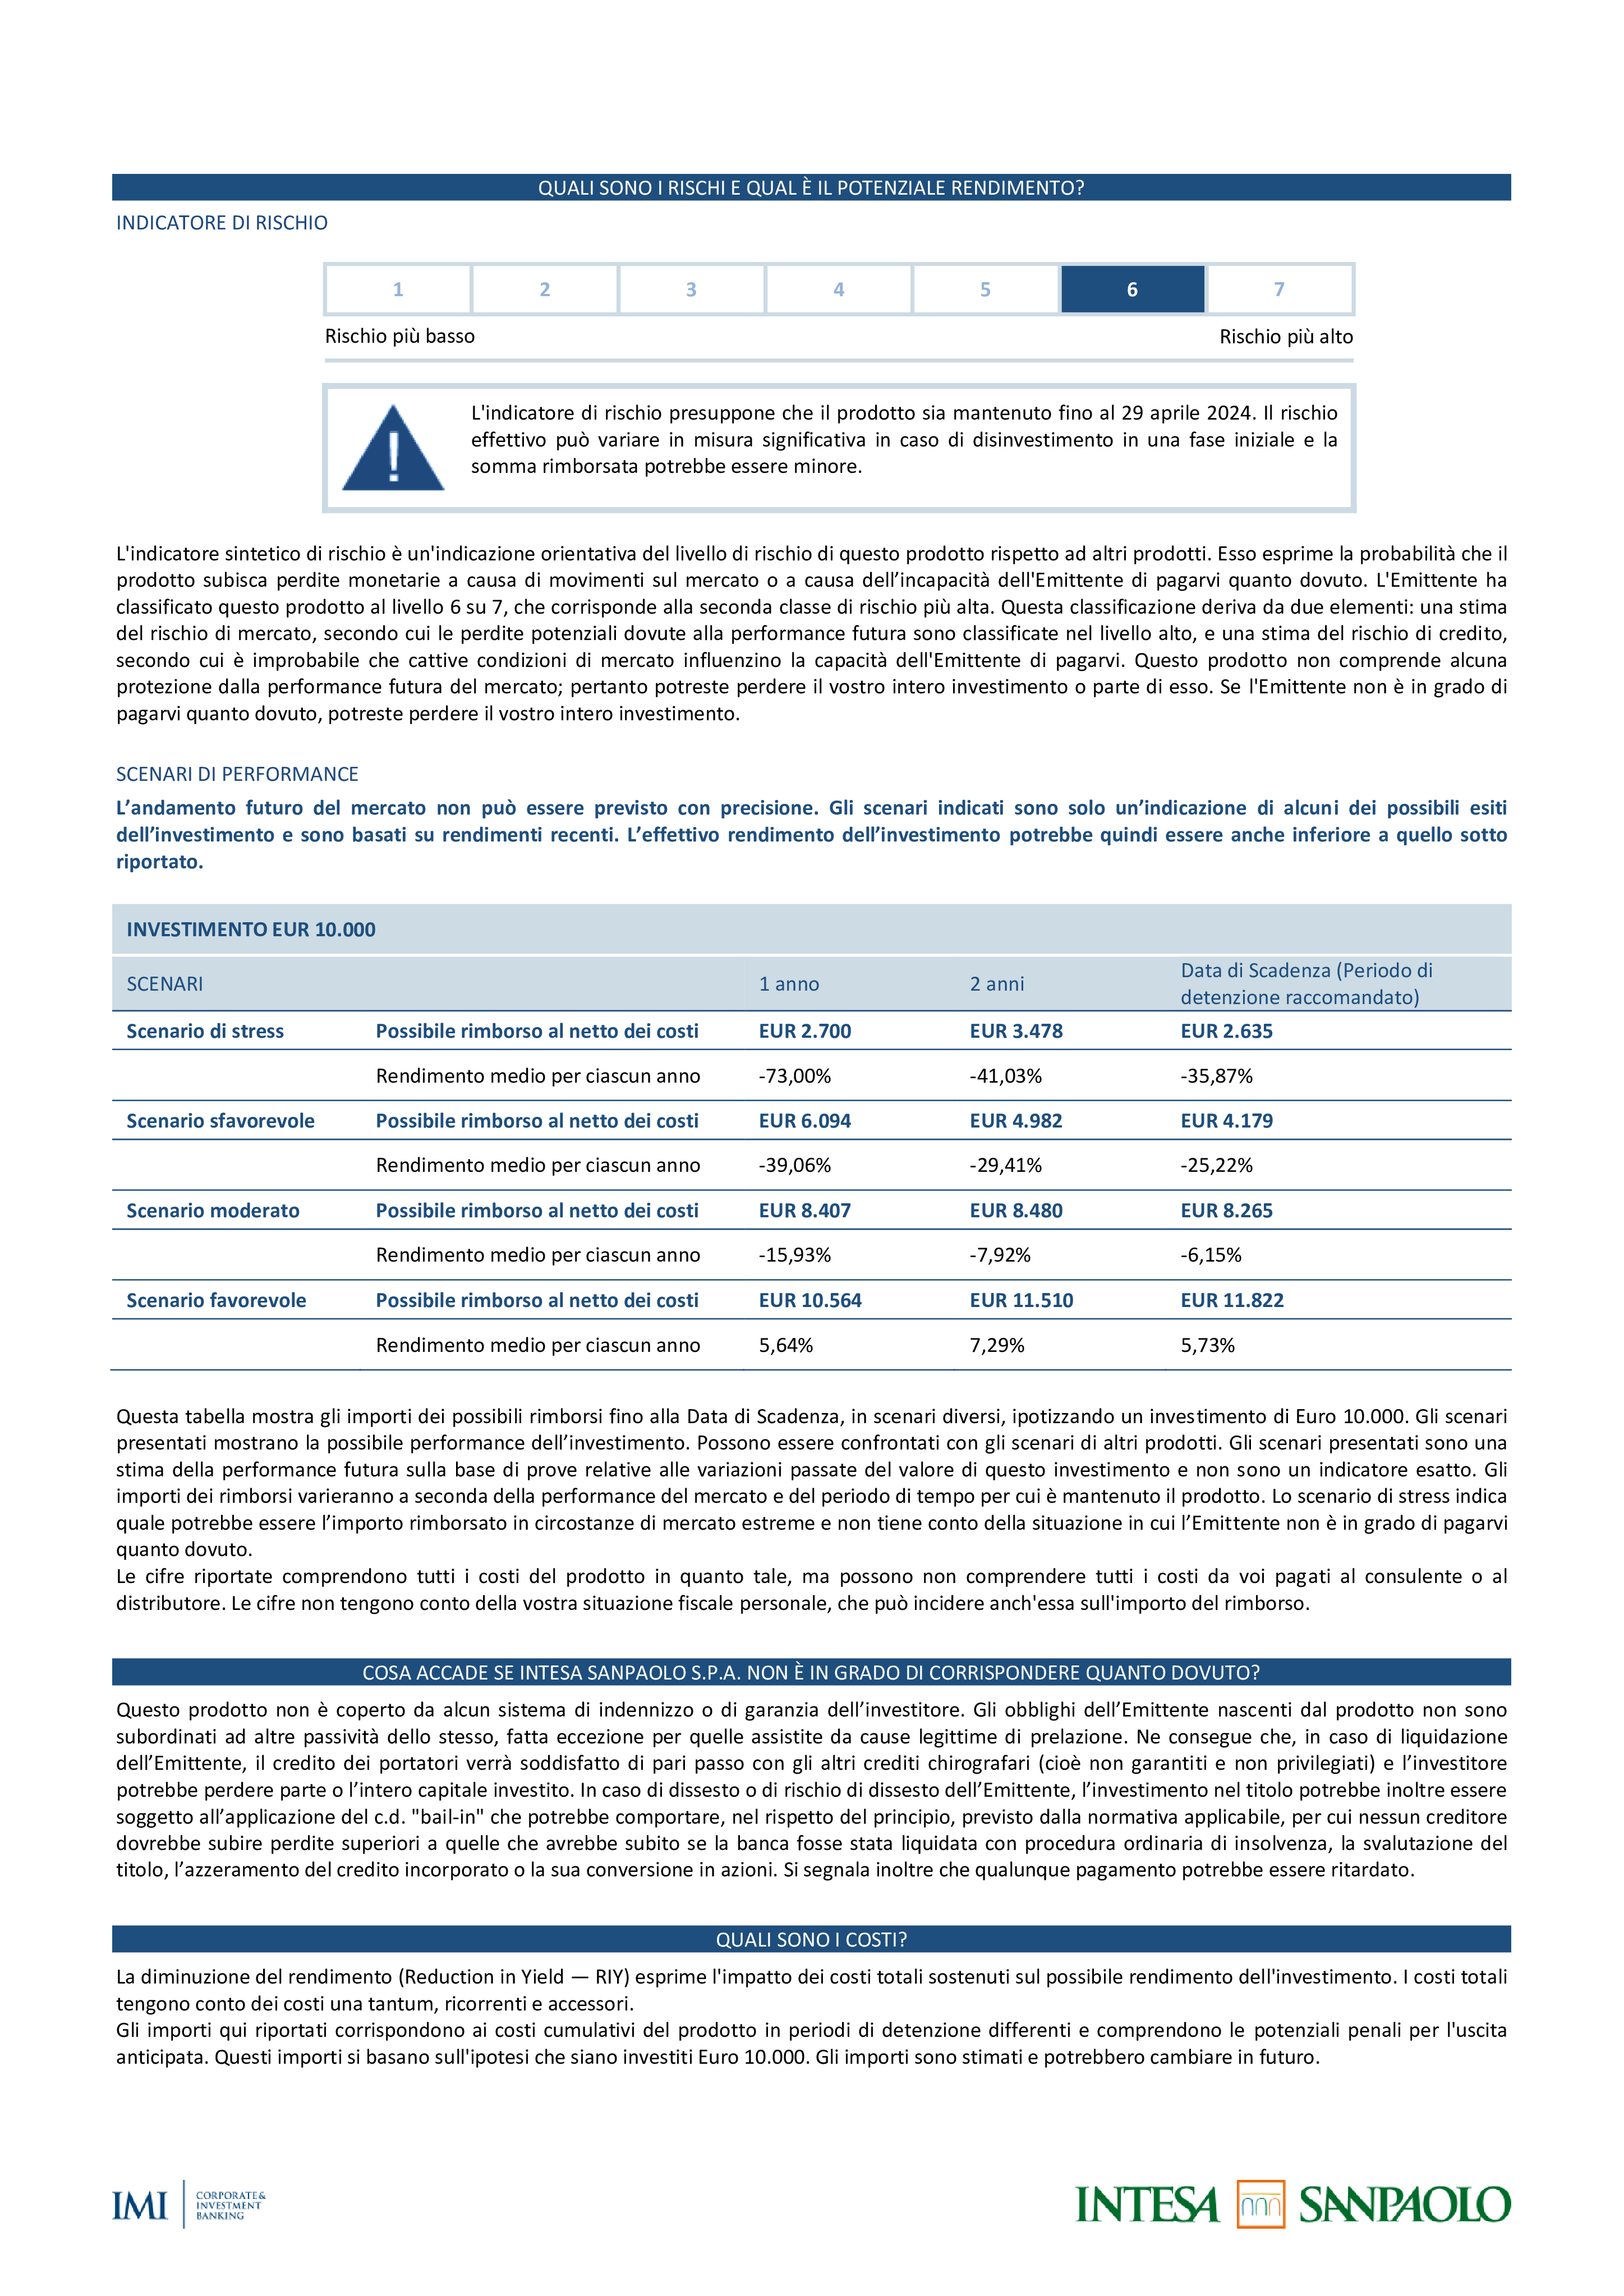 QUALI SONO I RISCHI E QUAL È IL POTENZIALE RENDIMENTO?
INDICATORE DI RISCHIO
1 2 3 4 5 6 7
Rischio più basso Rischio più alto
L'indicatore di rischio presuppone che il prodotto sia mantenuto fino al 29 aprile 2024. Il rischio
effettivo può variare in misura significativa in caso di disinvestimento in una fase iniziale e la
somma rimborsata potrebbe essere minore.
L'indicatore sintetico di rischio è un'indicazione orientativa del livello di rischio di questo prodotto rispetto ad altri prodotti. Esso esprime la probabilità che il
prodotto subisca perdite monetarie a causa di movimenti sul mercato o a causa dell’incapacità dell'Emittente di pagarvi quanto dovuto. L'Emittente ha
classificato questo prodotto al livello 6 su 7, che corrisponde alla seconda classe di rischio più alta. Questa classificazione deriva da due elementi: una stima
del rischio di mercato, secondo cui le perdite potenziali dovute alla performance futura sono classificate nel livello alto, e una stima del rischio di credito,
secondo cui è improbabile che cattive condizioni di mercato influenzino la capacità dell'Emittente di pagarvi. Questo prodotto non comprende alcuna
protezione dalla performance futura del mercato; pertanto potreste perdere il vostro intero investimento o parte di esso. Se l'Emittente non è in grado di
pagarvi quanto dovuto, potreste perdere il vostro intero investimento.
SCENARI DI PERFORMANCE
L’andamento futuro del mercato non può essere previsto con precisione. Gli scenari indicati sono solo un’indicazione di alcuni dei possibili esiti
dell’investimento e sono basati su rendimenti recenti. L’effettivo rendimento dell’investimento potrebbe quindi essere anche inferiore a quello sotto
riportato.
INVESTIMENTO EUR 10.000
SCENARI 1 anno 2 anni Data di Scadenza (Periodo di
detenzione raccomandato)
Scenario di stress Possibile rimborso al netto dei costi EUR 2.700 EUR 3.478 EUR 2.635
Rendimento medio per ciascun anno -73,00% -41,03% -35,87%
Scenario sfavorevole Possibile rimborso al netto dei costi EUR 6.094 EUR 4.982 EUR 4.179
Rendimento medio per ciascun anno -39,06% -29,41% -25,22%
Scenario moderato Possibile rimborso al netto dei costi EUR 8.407 EUR 8.480 EUR 8.265
Rendimento medio per ciascun anno -15,93% -7,92% -6,15%
Scenario favorevole Possibile rimborso al netto dei costi EUR 10.564 EUR 11.510 EUR 11.822
Rendimento medio per ciascun anno 5,64% 7,29% 5,73%
Questa tabella mostra gli importi dei possibili rimborsi fino alla Data di Scadenza, in scenari diversi, ipotizzando un investimento di Euro 10.000. Gli scenari
presentati mostrano la possibile performance dell’investimento. Possono essere confrontati con gli scenari di altri prodotti. Gli scenari presentati sono una
stima della performance futura sulla base di prove relative alle variazioni passate del valore di questo investimento e non sono un indicatore esatto. Gli
importi dei rimborsi varieranno a seconda della performance del mercato e del periodo di tempo per cui è mantenuto il prodotto. Lo scenario di stress indica
quale potrebbe essere l’importo rimborsato in circostanze di mercato estreme e non tiene conto della situazione in cui l’Emittente non è in grado di pagarvi
quanto dovuto.
Le cifre riportate comprendono tutti i costi del prodotto in quanto tale, ma possono non comprendere tutti i costi da voi pagati al consulente o al
distributore. Le cifre non tengono conto della vostra situazione fiscale personale, che può incidere anch'essa sull'importo del rimborso.
COSA ACCADE SE INTESA SANPAOLO S.P.A. NON È IN GRADO DI CORRISPONDERE QUANTO DOVUTO?
Questo prodotto non è coperto da alcun sistema di indennizzo o di garanzia dell’investitore. Gli obblighi dell’Emittente nascenti dal prodotto non sono
subordinati ad altre passività dello stesso, fatta eccezione per quelle assistite da cause legittime di prelazione. Ne consegue che, in caso di liquidazione
dell’Emittente, il credito dei portatori verrà soddisfatto di pari passo con gli altri crediti chirografari (cioè non garantiti e non privilegiati) e l’investitore
potrebbe perdere parte o l’intero capitale investito. In caso di dissesto o di rischio di dissesto dell’Emittente, l’investimento nel titolo potrebbe inoltre essere
soggetto all’applicazione del c.d. "bail-in" che potrebbe comportare, nel rispetto del principio, previsto dalla normativa applicabile, per cui nessun creditore
dovrebbe subire perdite superiori a quelle che avrebbe subito se la banca fosse stata liquidata con procedura ordinaria di insolvenza, la svalutazione del
titolo, l’azzeramento del credito incorporato o la sua conversione in azioni. Si segnala inoltre che qualunque pagamento potrebbe essere ritardato.
QUALI SONO I COSTI?
La diminuzione del rendimento (Reduction in Yield — RIY) esprime l'impatto dei costi totali sostenuti sul possibile rendimento dell'investimento. I costi totali
tengono conto dei costi una tantum, ricorrenti e accessori.
Gli importi qui riportati corrispondono ai costi cumulativi del prodotto in periodi di detenzione differenti e comprendono le potenziali penali per l'uscita
anticipata. Questi importi si basano sull'ipotesi che siano investiti Euro 10.000. Gli importi sono stimati e potrebbero cambiare in futuro.
IMI CORPORATE &
INVESTMENT
BANKING
INTESA SANPAOLO